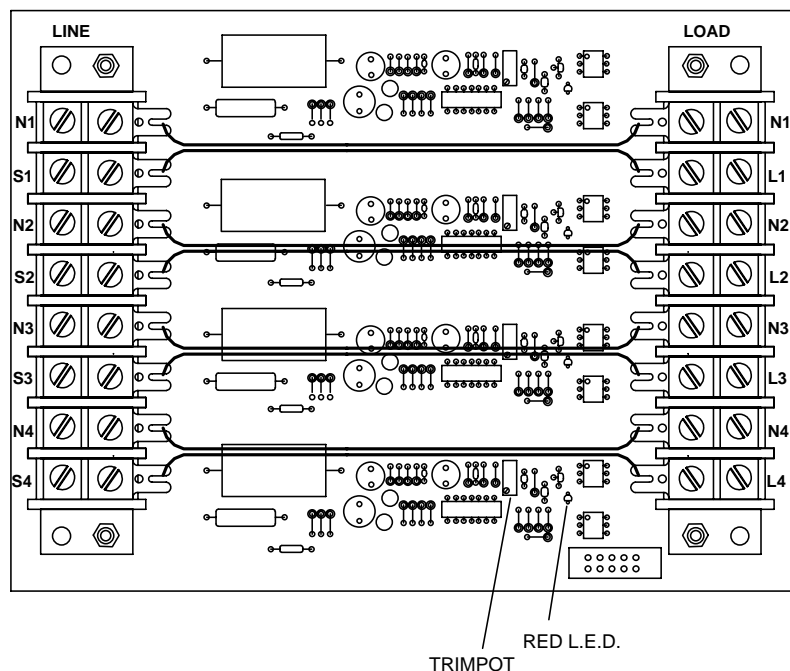 LINE LOAD
N1 N1
S1 L1
N2 N2
S2 L2
N3 N3
S3 L3
N4 N4
S4 L4
RED L.E.D.
TRIMPOT